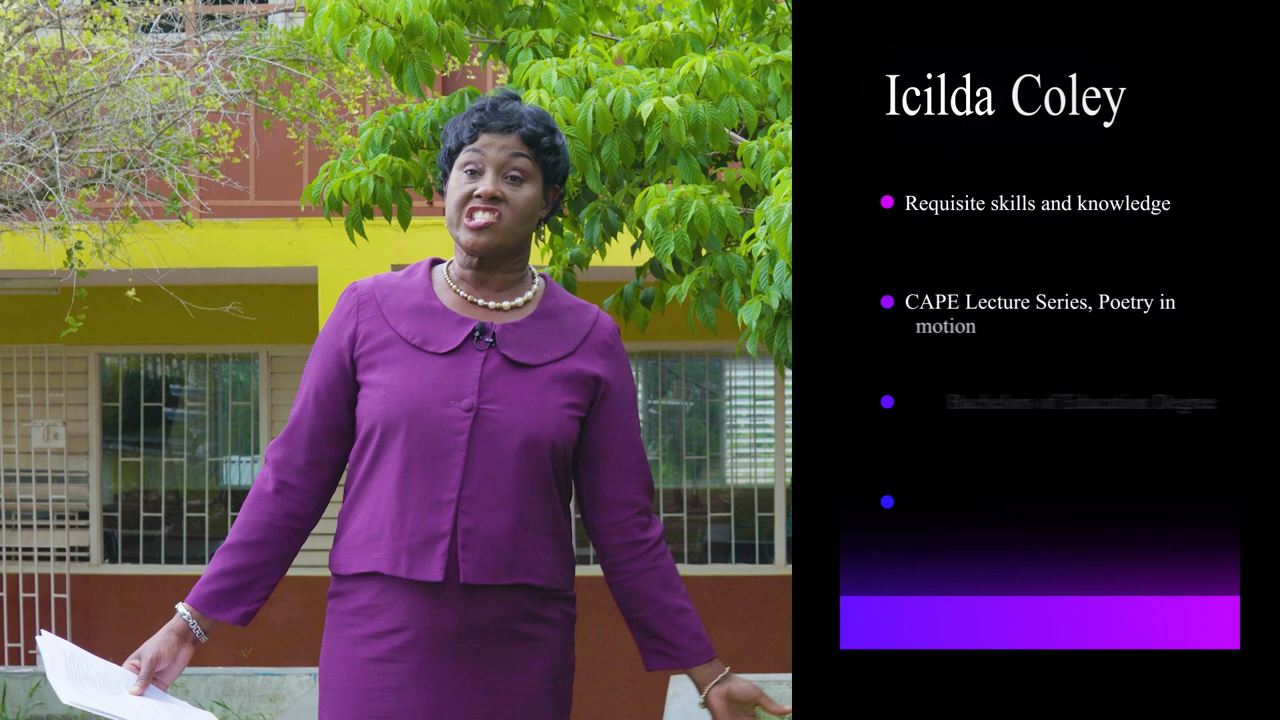 Icilda Coley
Requisite skills and knowledge
CAPE Lecture Series, Poetry in
motion